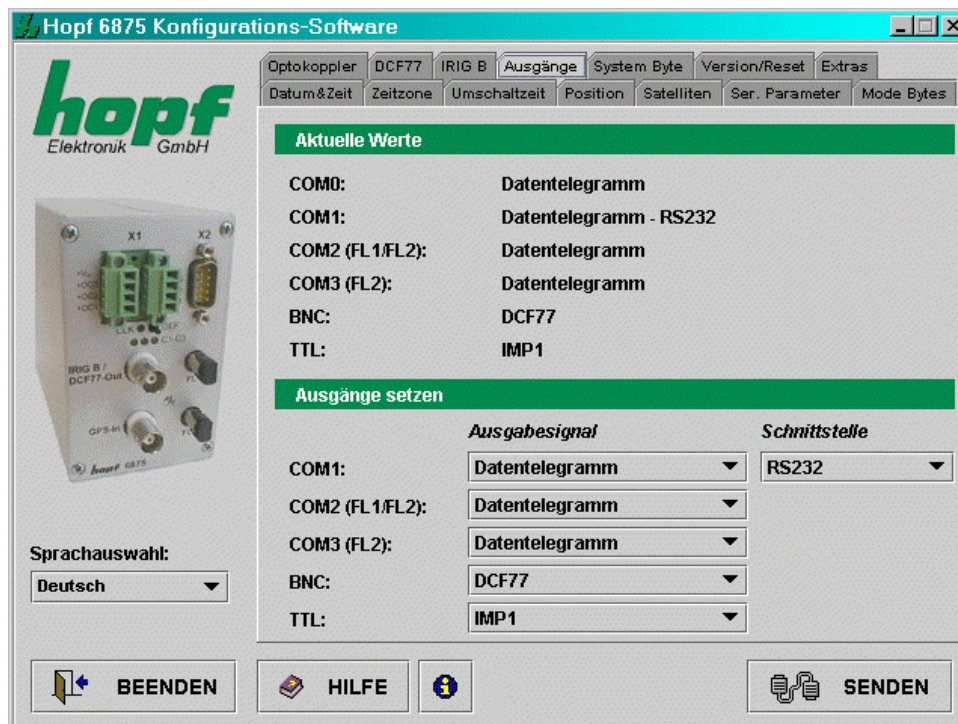 Hopf 6875 Konfigurations-Software
hopf
Elektronik GmbH
Optokoppler DCF77 IRIG B Ausgänge System Byte Version/Reset Extras
Datum&Zeit Zeitzone Umschaltzeit Position Satelliten Ser. Parameter Mode Bytes
Aktuelle Werte
COM0: Datentelegramm
COM1: Datentelegramm - RS232
COM2 (FL1/FL2): Datentelegramm
COM3 (FL2): Datentelegramm
BNC: DCF77
TTL: IMP1
X1 X2
CLK
C1-C3
IRIG B /
DCF77-Out
GPS-In
hopf 6875
Ausgänge setzen
Ausgabesignal Schnittstelle
COM1: Datentelegramm RS232
COM2 (FL1/FL2): Datentelegramm
COM3 (FL2): Datentelegramm
BNC: DCF77
TTL: IMP1
Sprachauswahl:
Deutsch
BEENDEN HILFE SENDEN